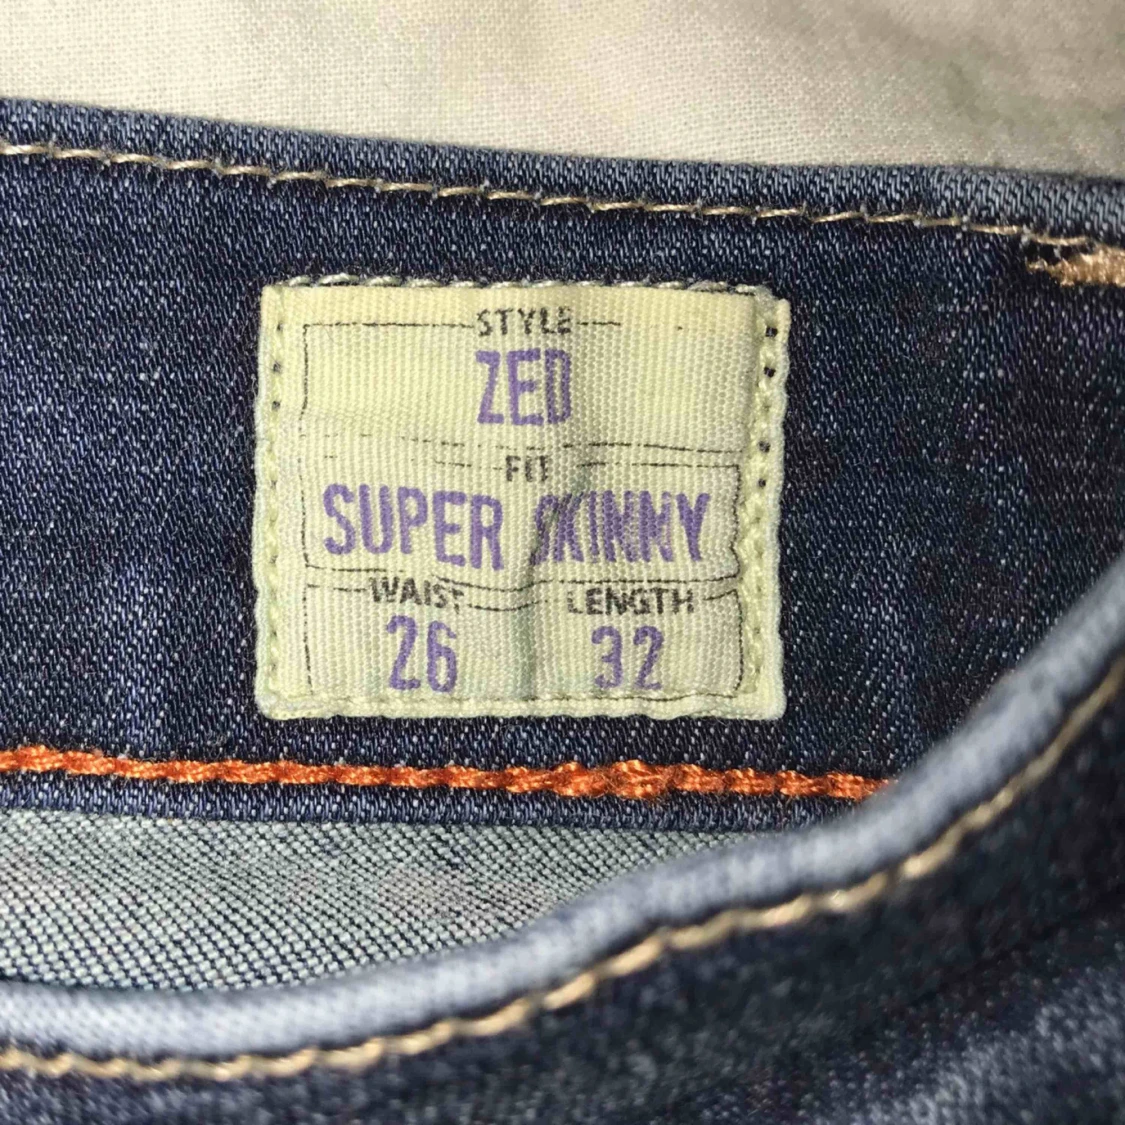 STYLE
ZED
FIT
SUPER SKINNY
WAIST LENGTH
26 32